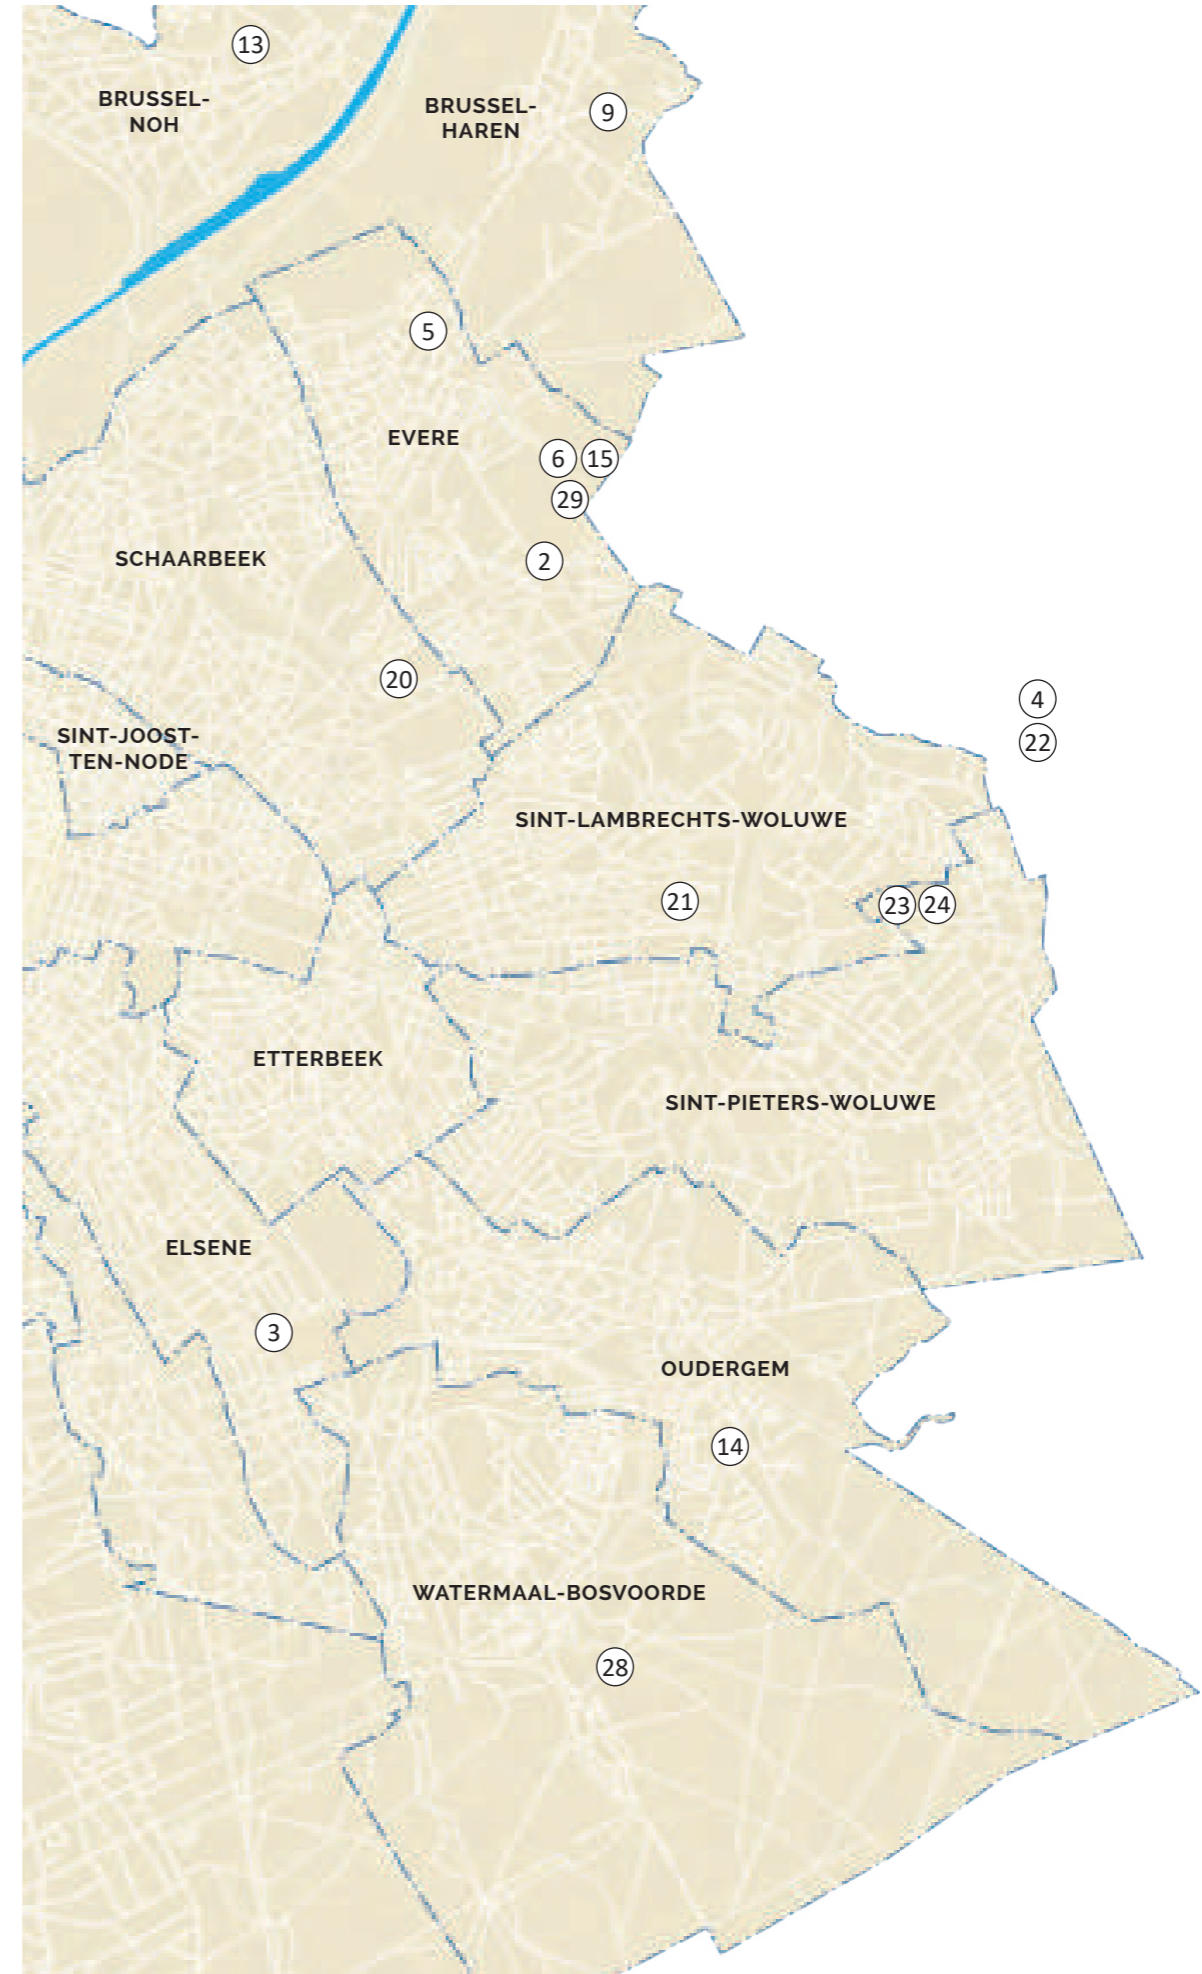 13
BRUSSEL-
NOH
BRUSSEL-
HAREN
9
5
EVERE
6
15
29
2
SCHAARBEEK
20
SINT-JOOST-
TEN-NODE
4
22
SINT-LAMBRECHTS-WOLUWE
21
23
24
ETTERBEEK
SINT-PIETERS-WOLUWE
ELSENE
3
OUDERGEM
14
WATERMAAL-BOSVOORDE
28